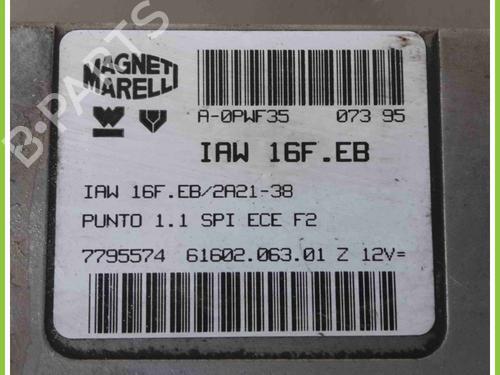 MAGNETI
MARELLI
A-0PWF35 073 95
IAW 16F.EB
IAW 16F.EB/2A21-38
PUNTO 1.1 SPI ECE F2
7795574 61602.063.01 Z 12V=
B-PARTS